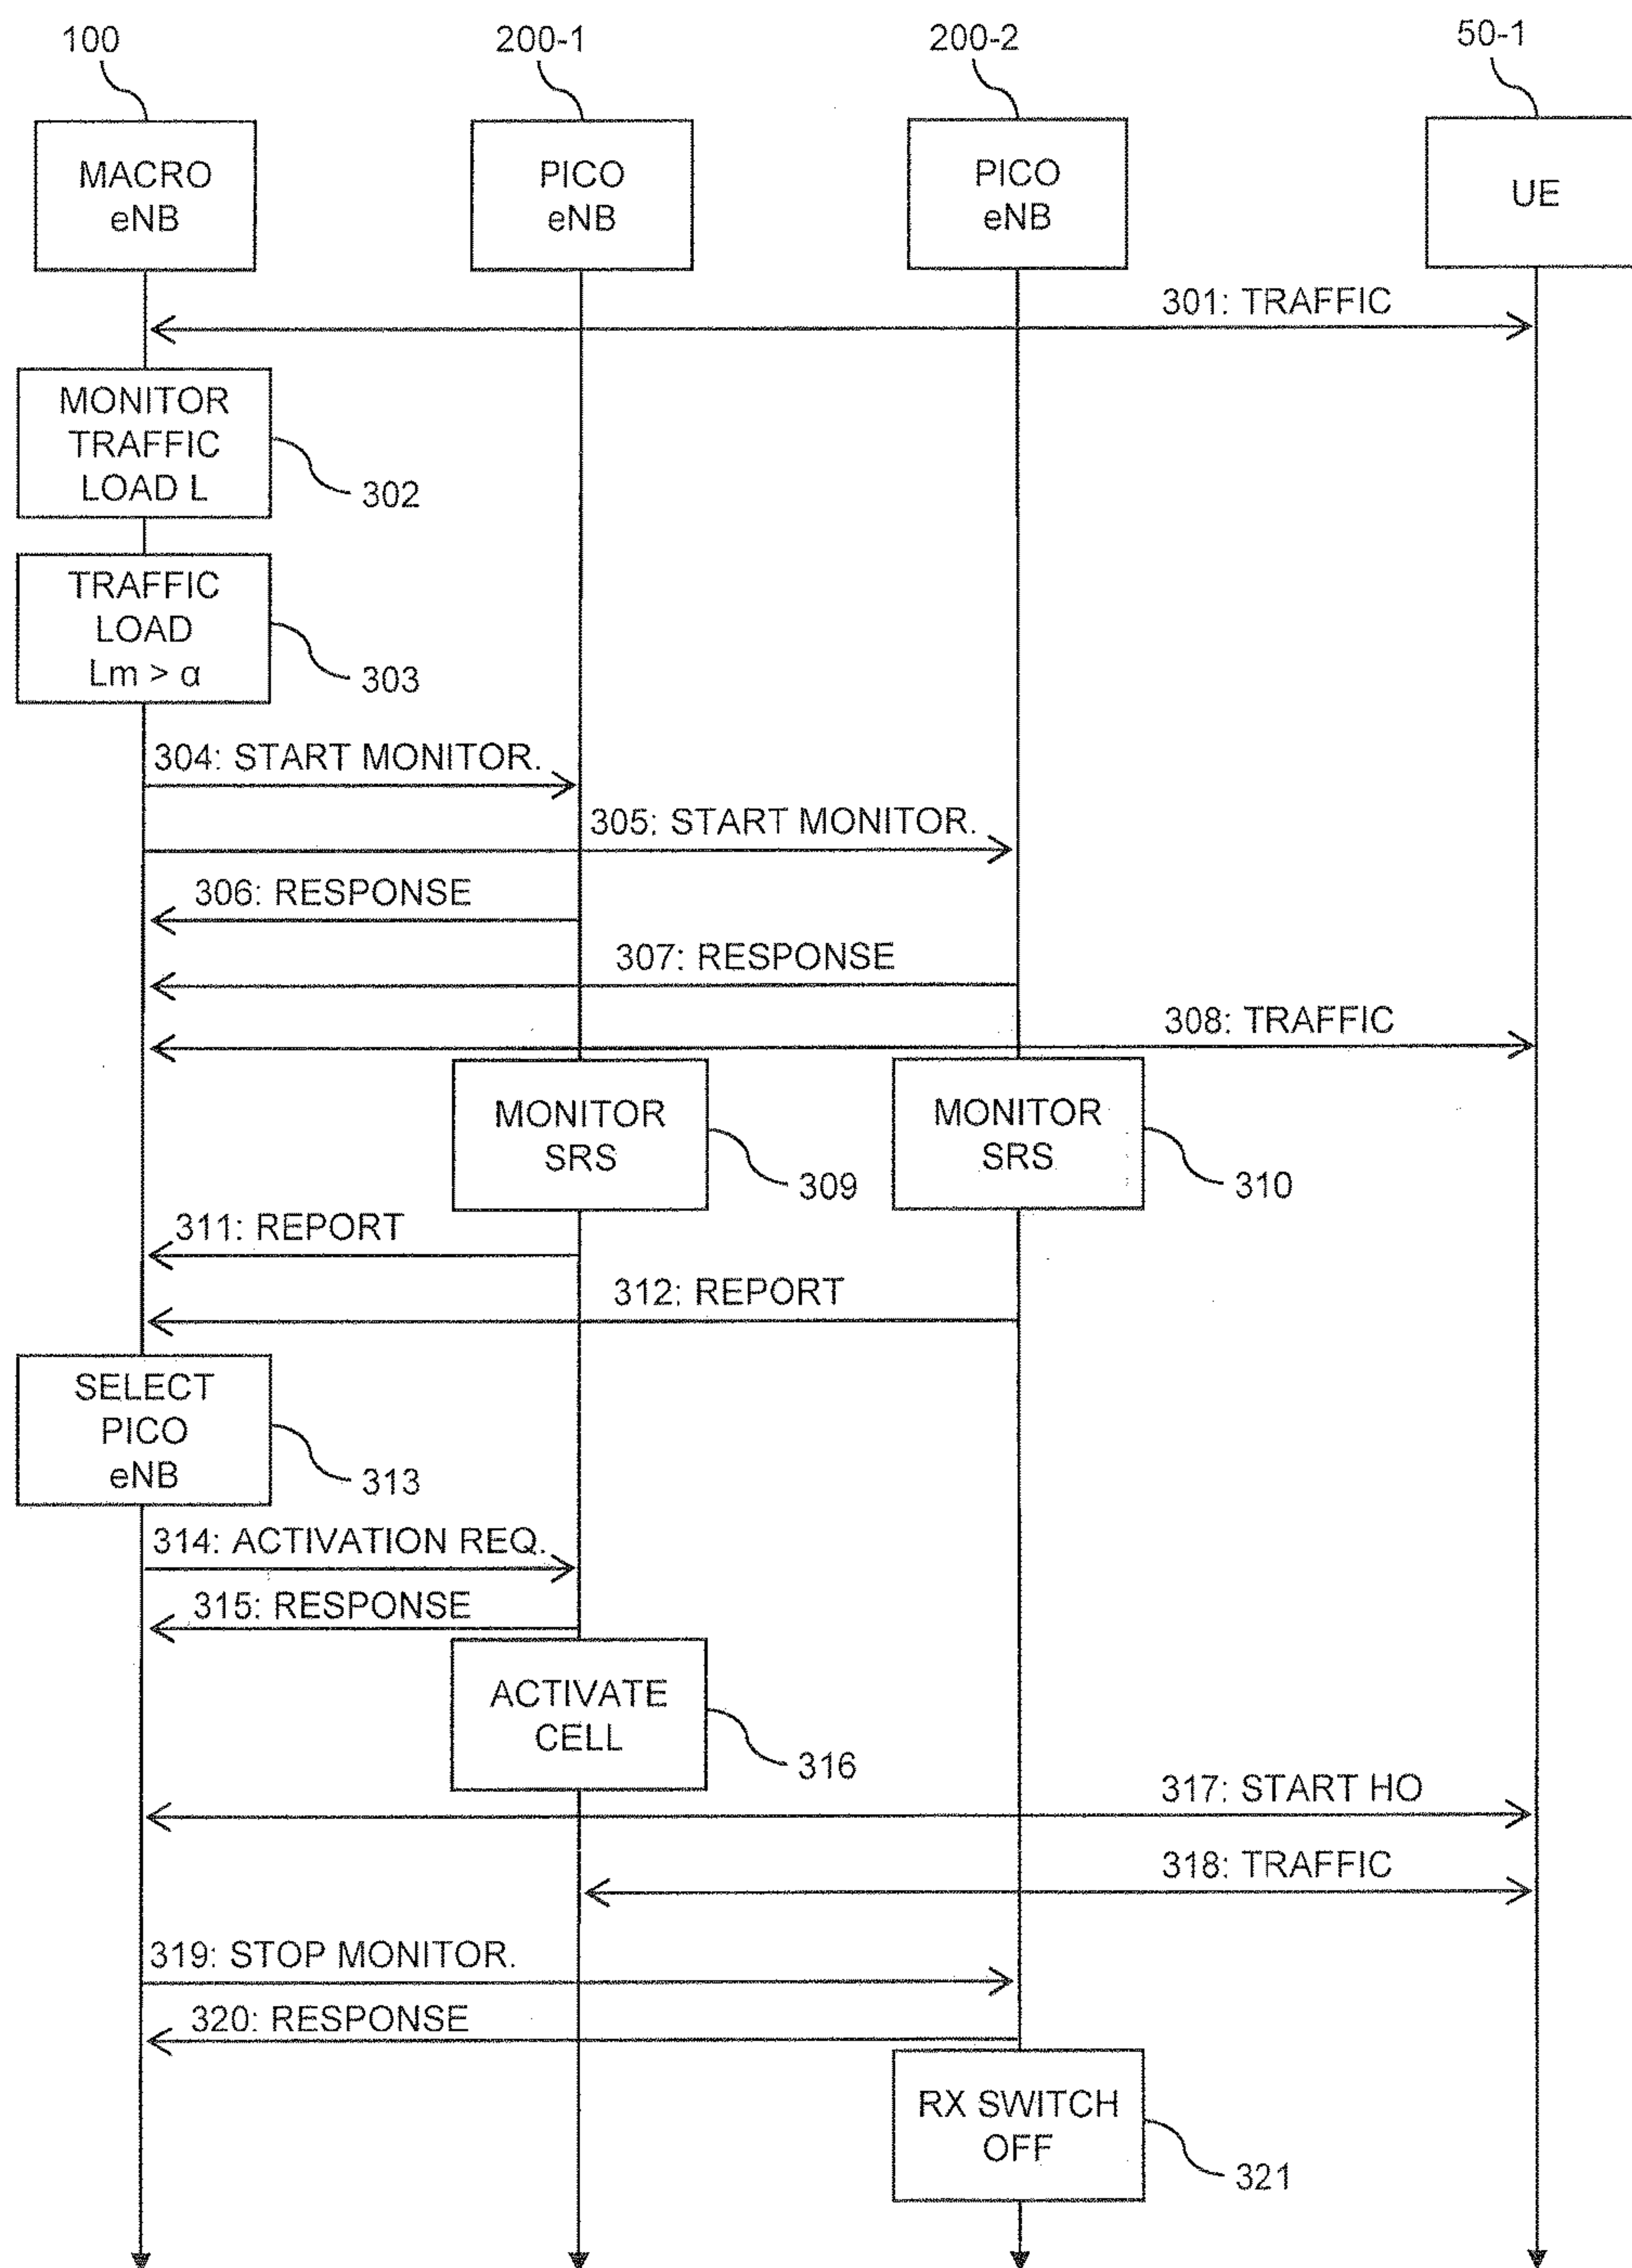 100
200-1
200-2
50-1
MACRO
eNB
PICO
eNB
PICO
eNB
UE
301: TRAFFIC
MONITOR
TRAFFIC
LOAD L
302
TRAFFIC
LOAD
Lm > α
303
304: START MONITOR.
305: START MONITOR.
306: RESPONSE
307: RESPONSE
308: TRAFFIC
MONITOR
SRS
309
MONITOR
SRS
310
311: REPORT
312: REPORT
SELECT
PICO
eNB
313
314: ACTIVATION REQ.
315: RESPONSE
ACTIVATE
CELL
316
317: START HO
318: TRAFFIC
319: STOP MONITOR.
320: RESPONSE
RX SWITCH
OFF
321